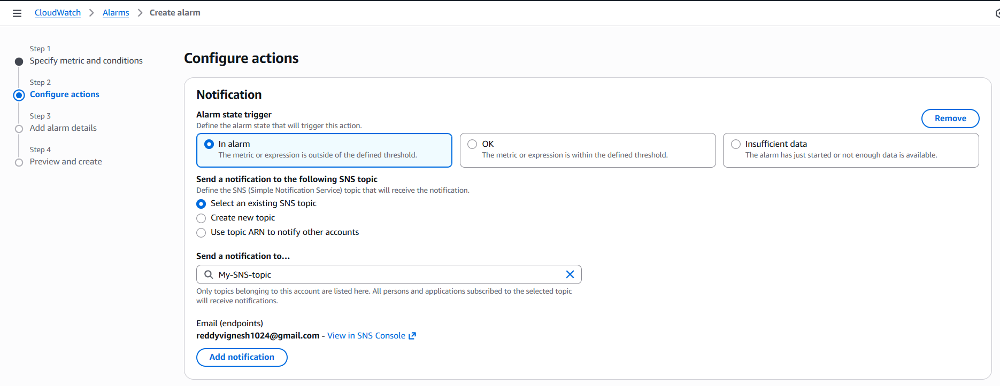 CloudWatch > Alarms > Create alarm
Step 1
Specify metric and conditions
Step 2
Configure actions
Step 3
Add alarm details
Step 4
Preview and create
Configure actions
Notification
Alarm state trigger
Define the alarm state that will trigger this action.
Remove
In alarm
The metric or expression is outside of the defined threshold.
OK
The metric or expression is within the defined threshold.
Insufficient data
The alarm has just started or not enough data is available.
Send a notification to the following SNS topic
Define the SNS (Simple Notification Service) topic that will receive the notification.
Select an existing SNS topic
Create new topic
Use topic ARN to notify other accounts
Send a notification to…
My-SNS-topic
Only topics belonging to this account are listed here. All persons and applications subscribed to the selected topic
will receive notifications.
Email (endpoints)
reddyvignesh1024@gmail.com - View in SNS Console
Add notification